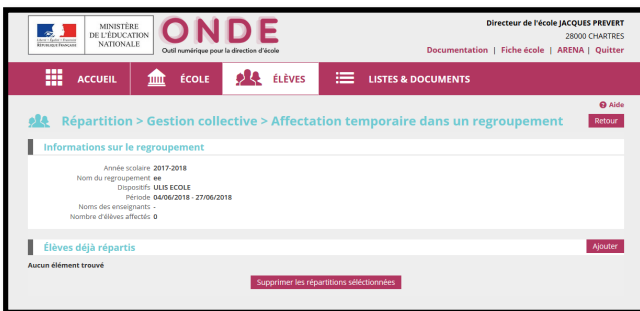 MINISTÈRE
DE L'ÉDUCATION
NATIONALE
RÉPUBLIQUE FRANÇAISE
ONDE
Outil numérique pour la direction d'école
Directeur de l'école JACQUES PREVERT
28000 CHARTRES
Documentation | Fiche école | ARENA | Quitter
ACCUEIL ÉCOLE ÉLÈVES LISTES & DOCUMENTS
Aide
Répartition > Gestion collective > Affectation temporaire dans un regroupement Retour
Informations sur le regroupement
Année scolaire 2017-2018
Nom du regroupement ee
Dispositifs ULIS ECOLE
Période 04/06/2018 - 27/06/2018
Noms des enseignants -
Nombre d'élèves affectés 0
Élèves déjà répartis Ajouter
Aucun élément trouvé
Supprimer les répartitions séléctionnées